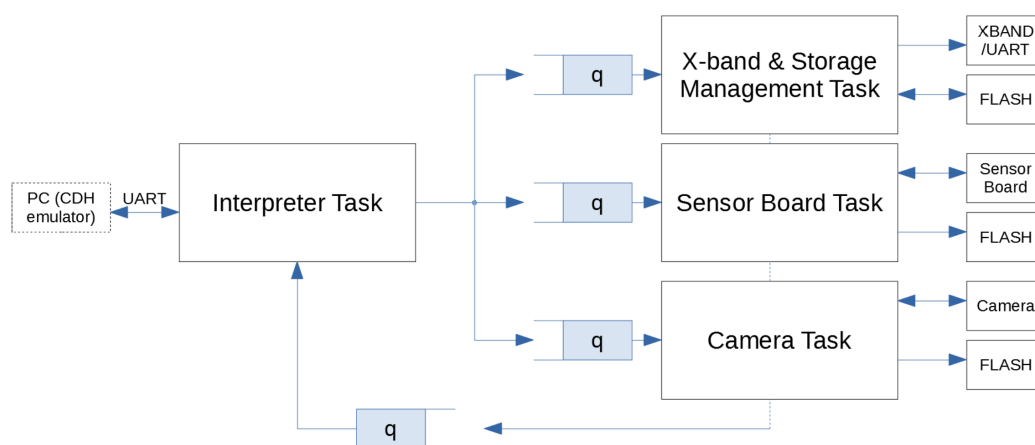 PC (CDH
emulator)
UART
Interpreter Task
q
X-band & Storage
Management Task
XBAND
/UART
FLASH
q
Sensor Board Task
Sensor
Board
FLASH
q
Camera Task
Camera
FLASH
q